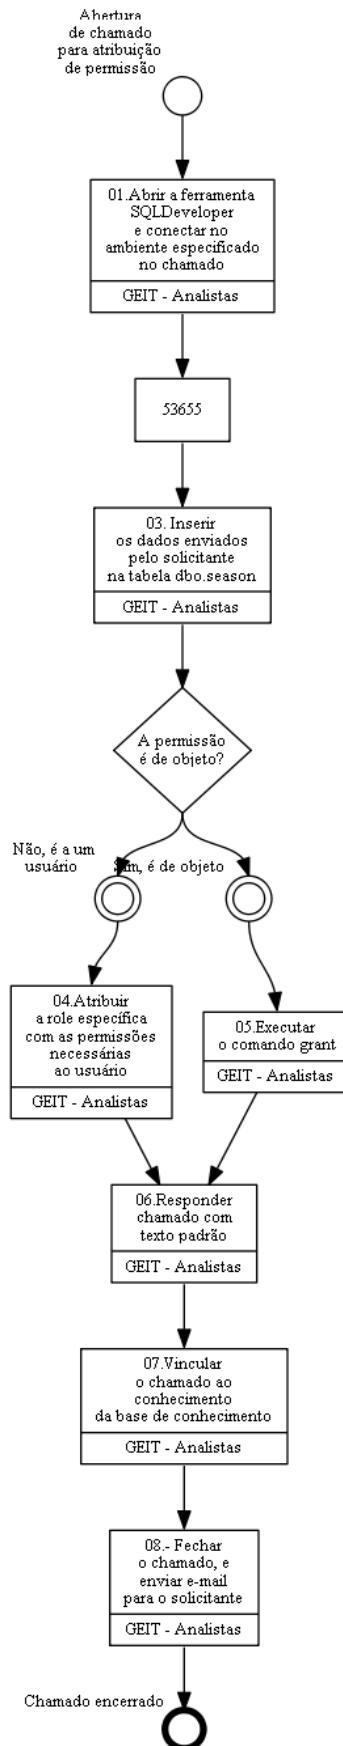 Abertura
de chamado
para atribuição
de permissão
01.Abrir a ferramenta
SQLDeveloper
e conectar no
ambiente especificado
no chamado
GEIT - Analistas
53655
03. Inserir
os dados enviados
pelo solicitante
na tabela dbo.season
GEIT - Analistas
A permissão
é de objeto?
Não, é a um
usuário
Sim, é de objeto
04.Atribuir
a role específica
com as permissões
necessárias
ao usuário
GEIT - Analistas
05.Executar
o comando grant
GEIT - Analistas
06.Responder
chamado com
texto padrão
GEIT - Analistas
07.Vincular
o chamado ao
conhecimento
da base de conhecimento
GEIT - Analistas
08.- Fechar
o chamado, e
enviar e-mail
para o solicitante
GEIT - Analistas
Chamado encerrado